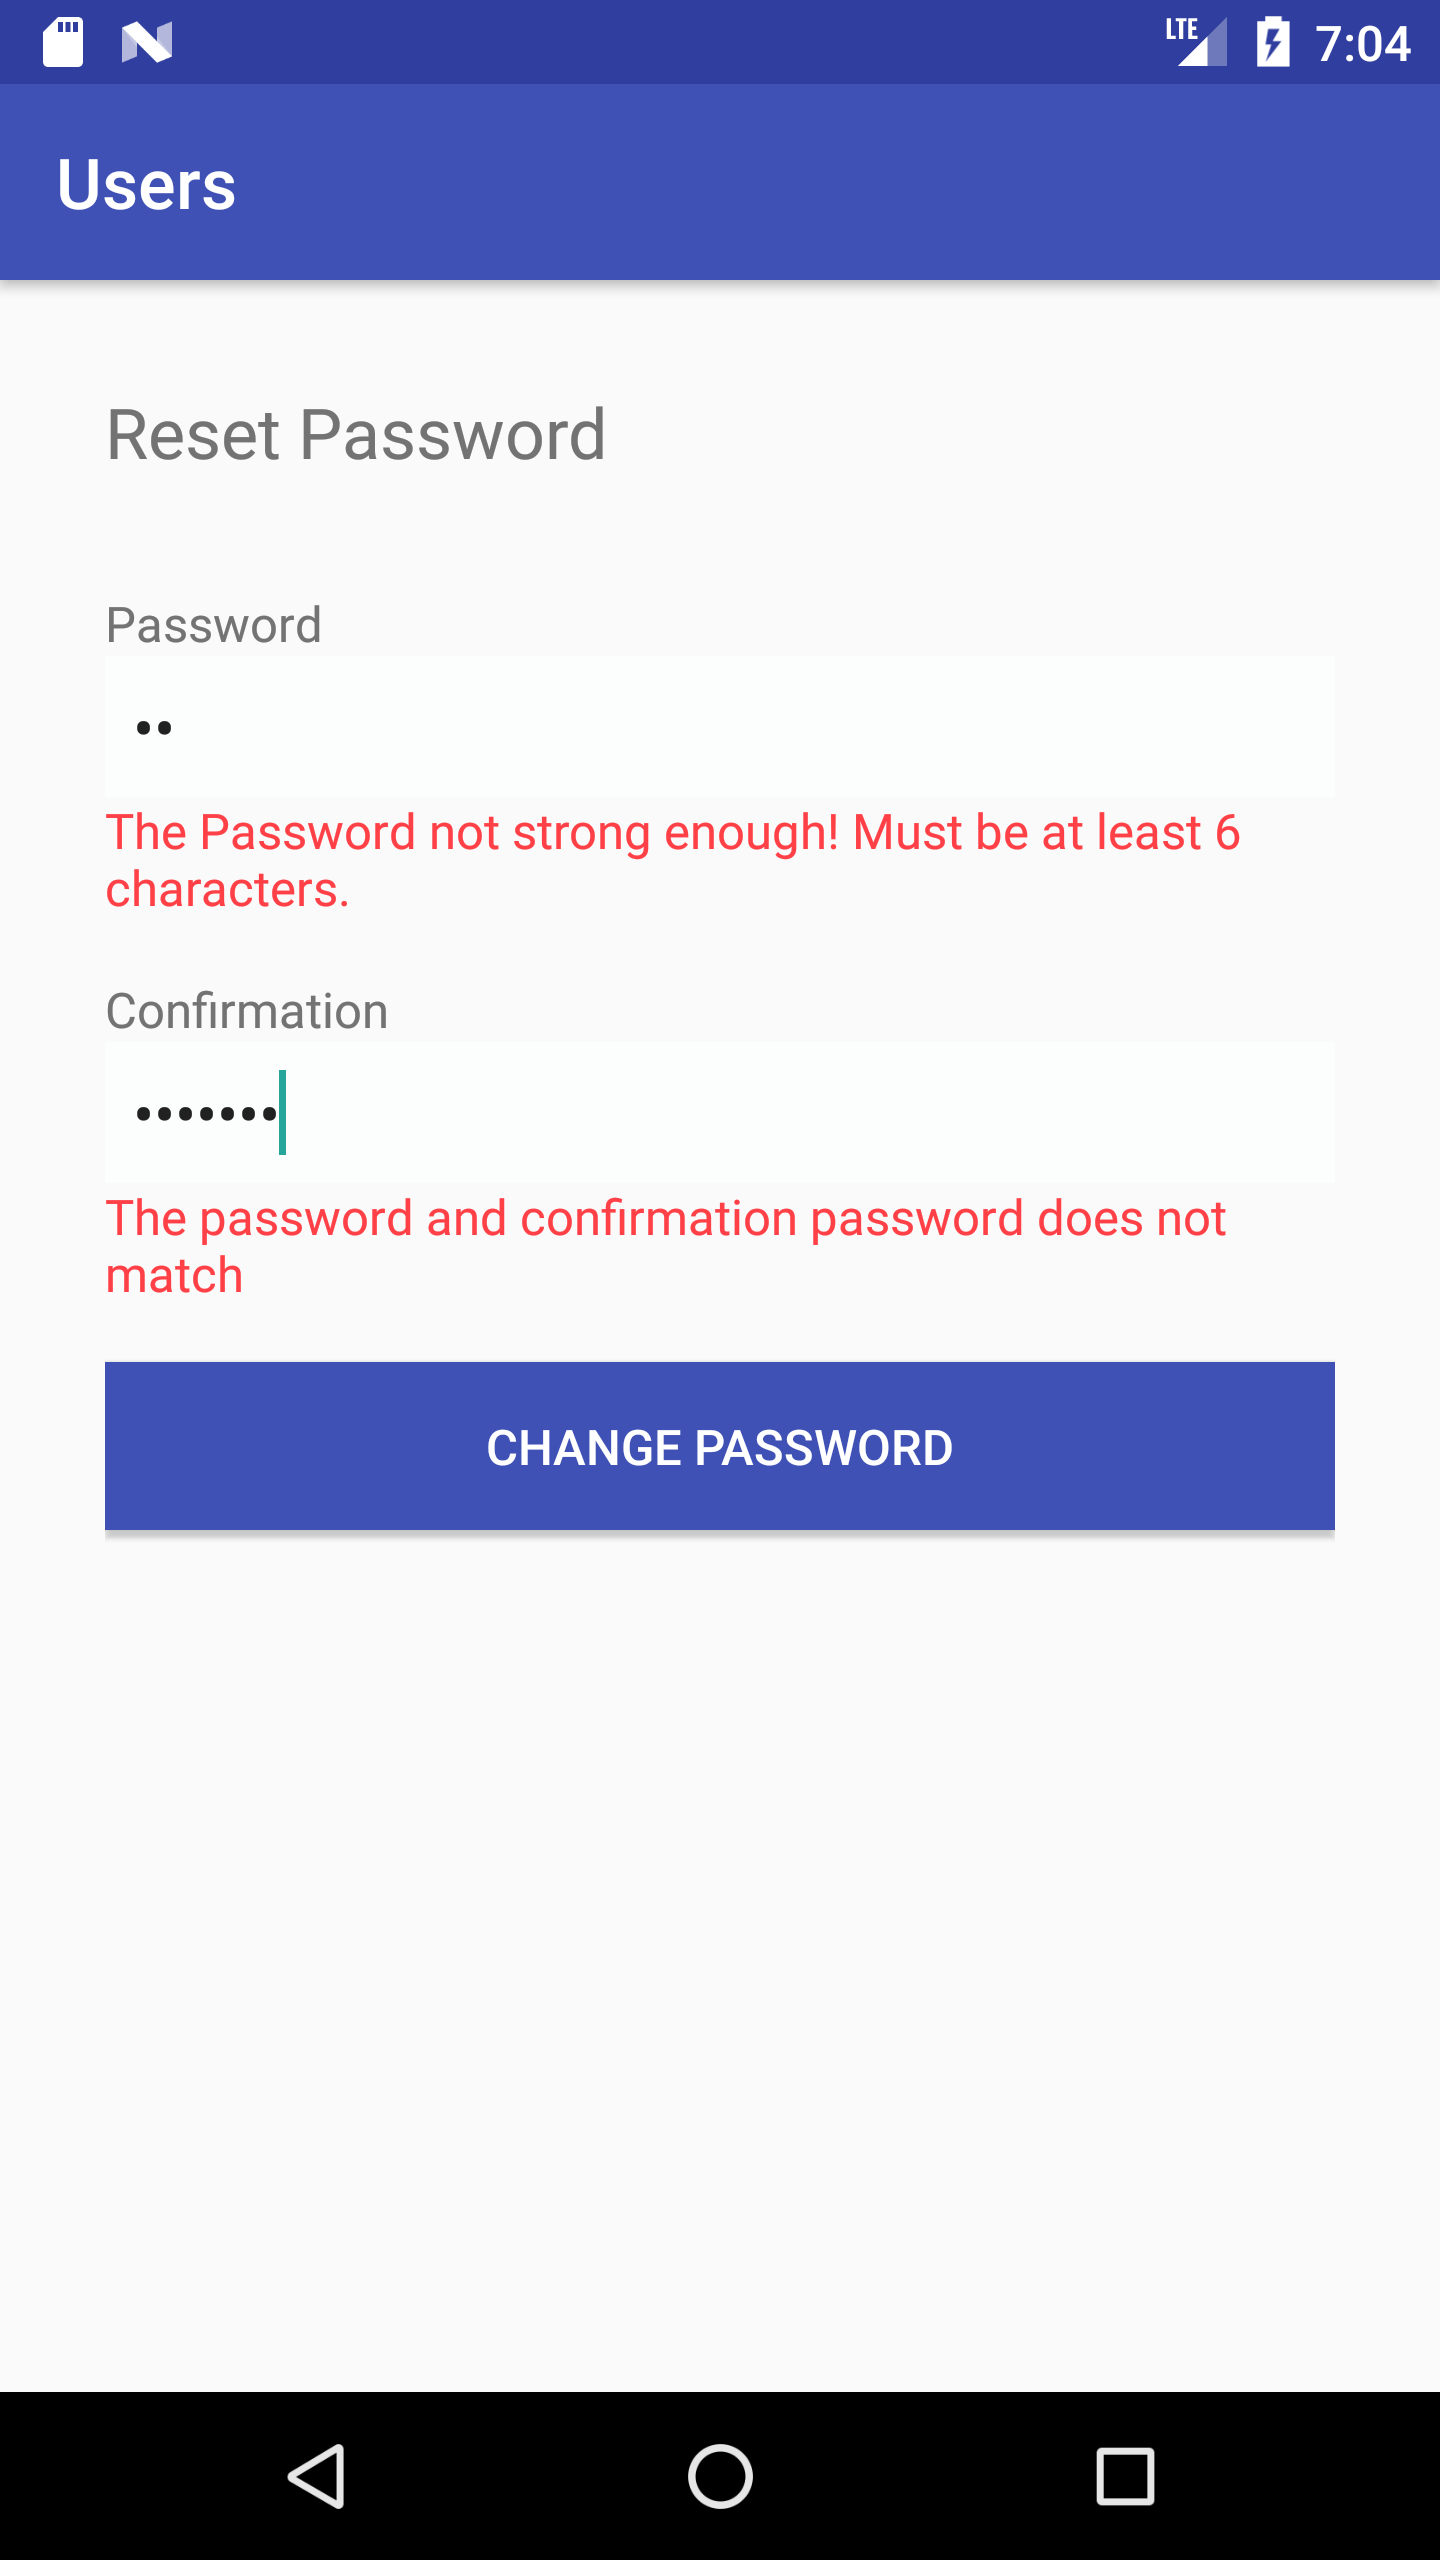 LTE 7:04
Users
Reset Password
Password
••
The Password not strong enough! Must be at least 6
characters.
Confirmation
•••••••
The password and confirmation password does not
match
CHANGE PASSWORD